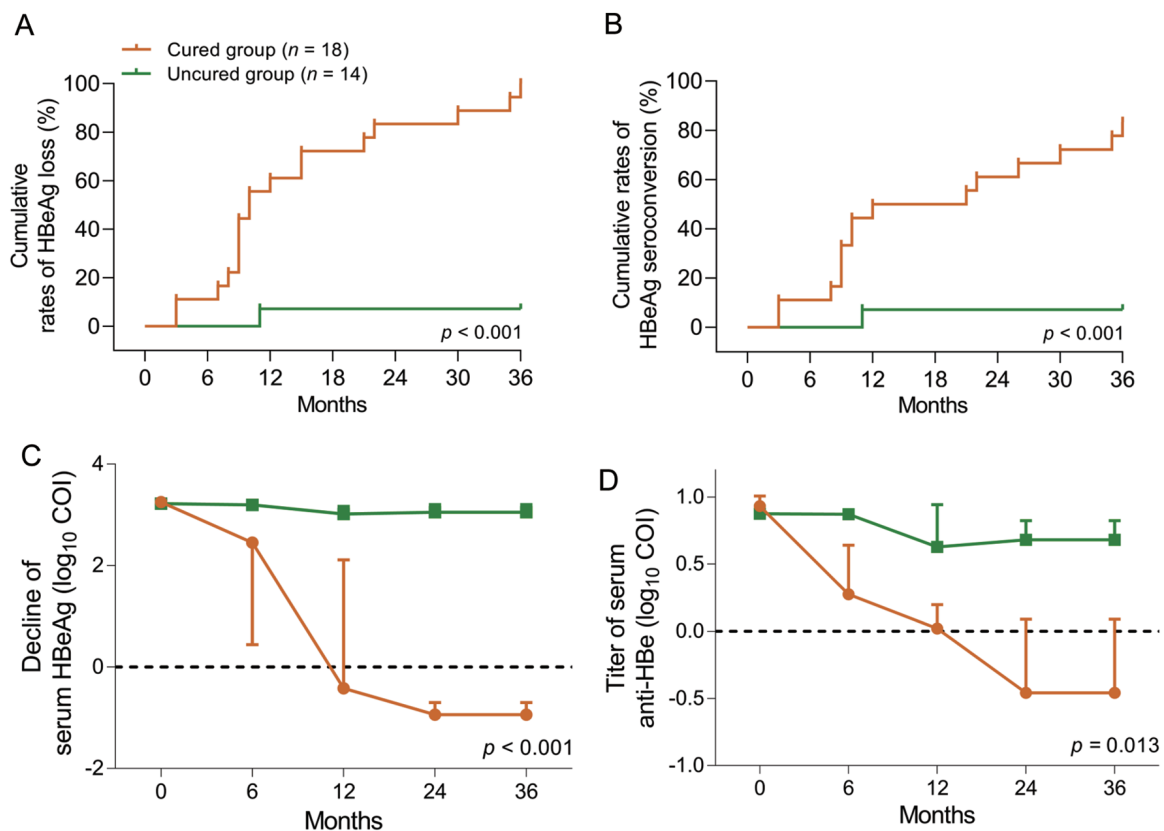 A
Cured group (n = 18)
Uncured group (n = 14)
Cumulative
rates of HBeAg loss (%)
100
80
60
40
20
0
p < 0.001
0 6 12 18 24 30 36
Months
B
Cumulative rates of
HBeAg seroconversion (%)
100
80
60
40
20
0
p < 0.001
0 6 12 18 24 30 36
Months
C
Decline of
serum HBeAg (log10 COI)
4
2
0
-2
p < 0.001
0 6 12 24 36
Months
D
Titer of serum
anti-HBe (log10 COI)
1.0
0.5
0.0
-0.5
-1.0
p = 0.013
0 6 12 24 36
Months